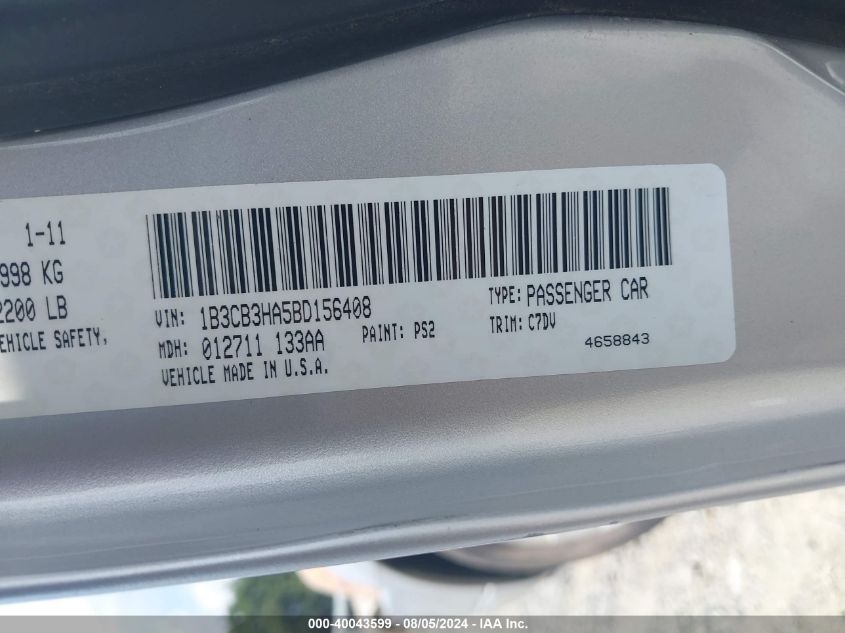 1-11
998 KG
2200 LB
EHICLE SAFETY,
VIN: 1B3CB3HA5BD156408
TYPE: PASSENGER CAR
MDH: 012711 133AA
PAINT: PS2
TRIM: C7DV
VEHICLE MADE IN U.S.A.
4658843
000-40043599 - 08/05/2024 - IAA Inc.